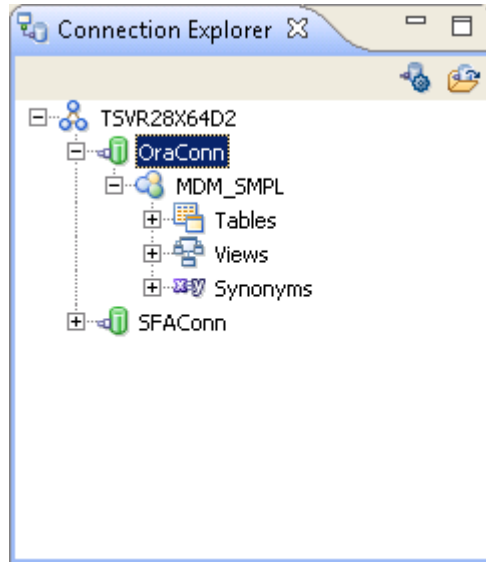 Connection Explorer
TSVR28X64D2
OraConn
MDM_SMPL
Tables
Views
Synonyms
SFAConn